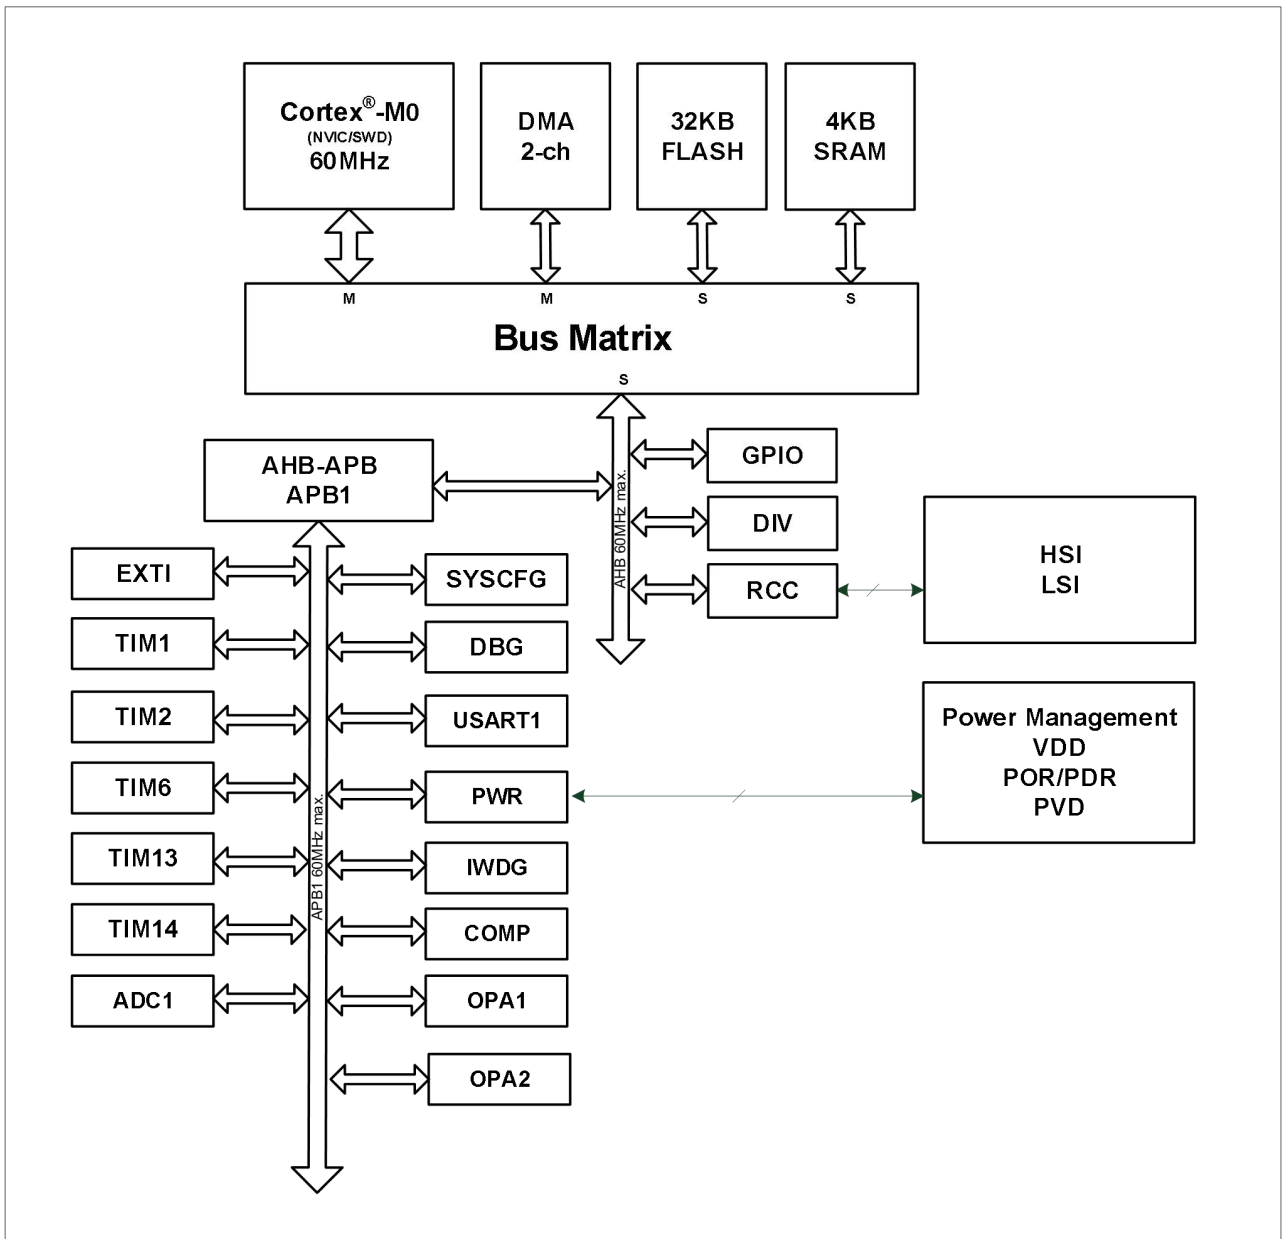 Cortex®-M0
(NVIC/SWD)
60MHz
DMA
2-ch
32KB
FLASH
4KB
SRAM
M
M
S
S
Bus Matrix
S
AHB-APB
APB1
AHB 60MHz max.
GPIO
DIV
RCC
HSI
LSI
EXTI
SYSCFG
TIM1
DBG
TIM2
USART1
TIM6
PWR
Power Management
VDD
POR/PDR
PVD
APB1 60MHz max.
TIM13
IWDG
TIM14
COMP
ADC1
OPA1
OPA2